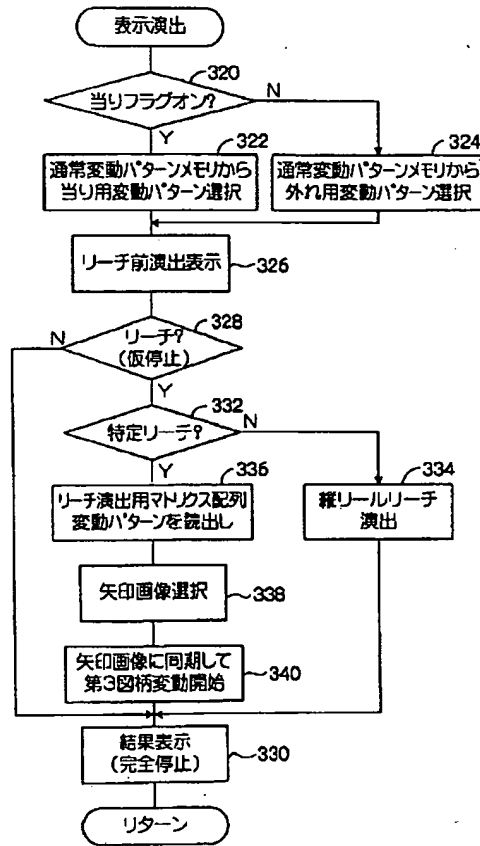 表示演出
320
当りフラグオン?
N
Y
322
324
通常変動パターンメモリから
当り用変動パターン選択
通常変動パターンメモリから
外れ用変動パターン選択
リーチ前演出表示
326
N
328
リーチ?
(仮停止)
Y
332
N
特定リーチ?
Y
336
334
リーチ演出用マトリクス配列
変動パターンを読出し
縦リールリーチ
演出
矢印画像選択
338
矢印画像に同期して
第3図柄変動開始
340
結果表示
(完全停止)
330
リターン